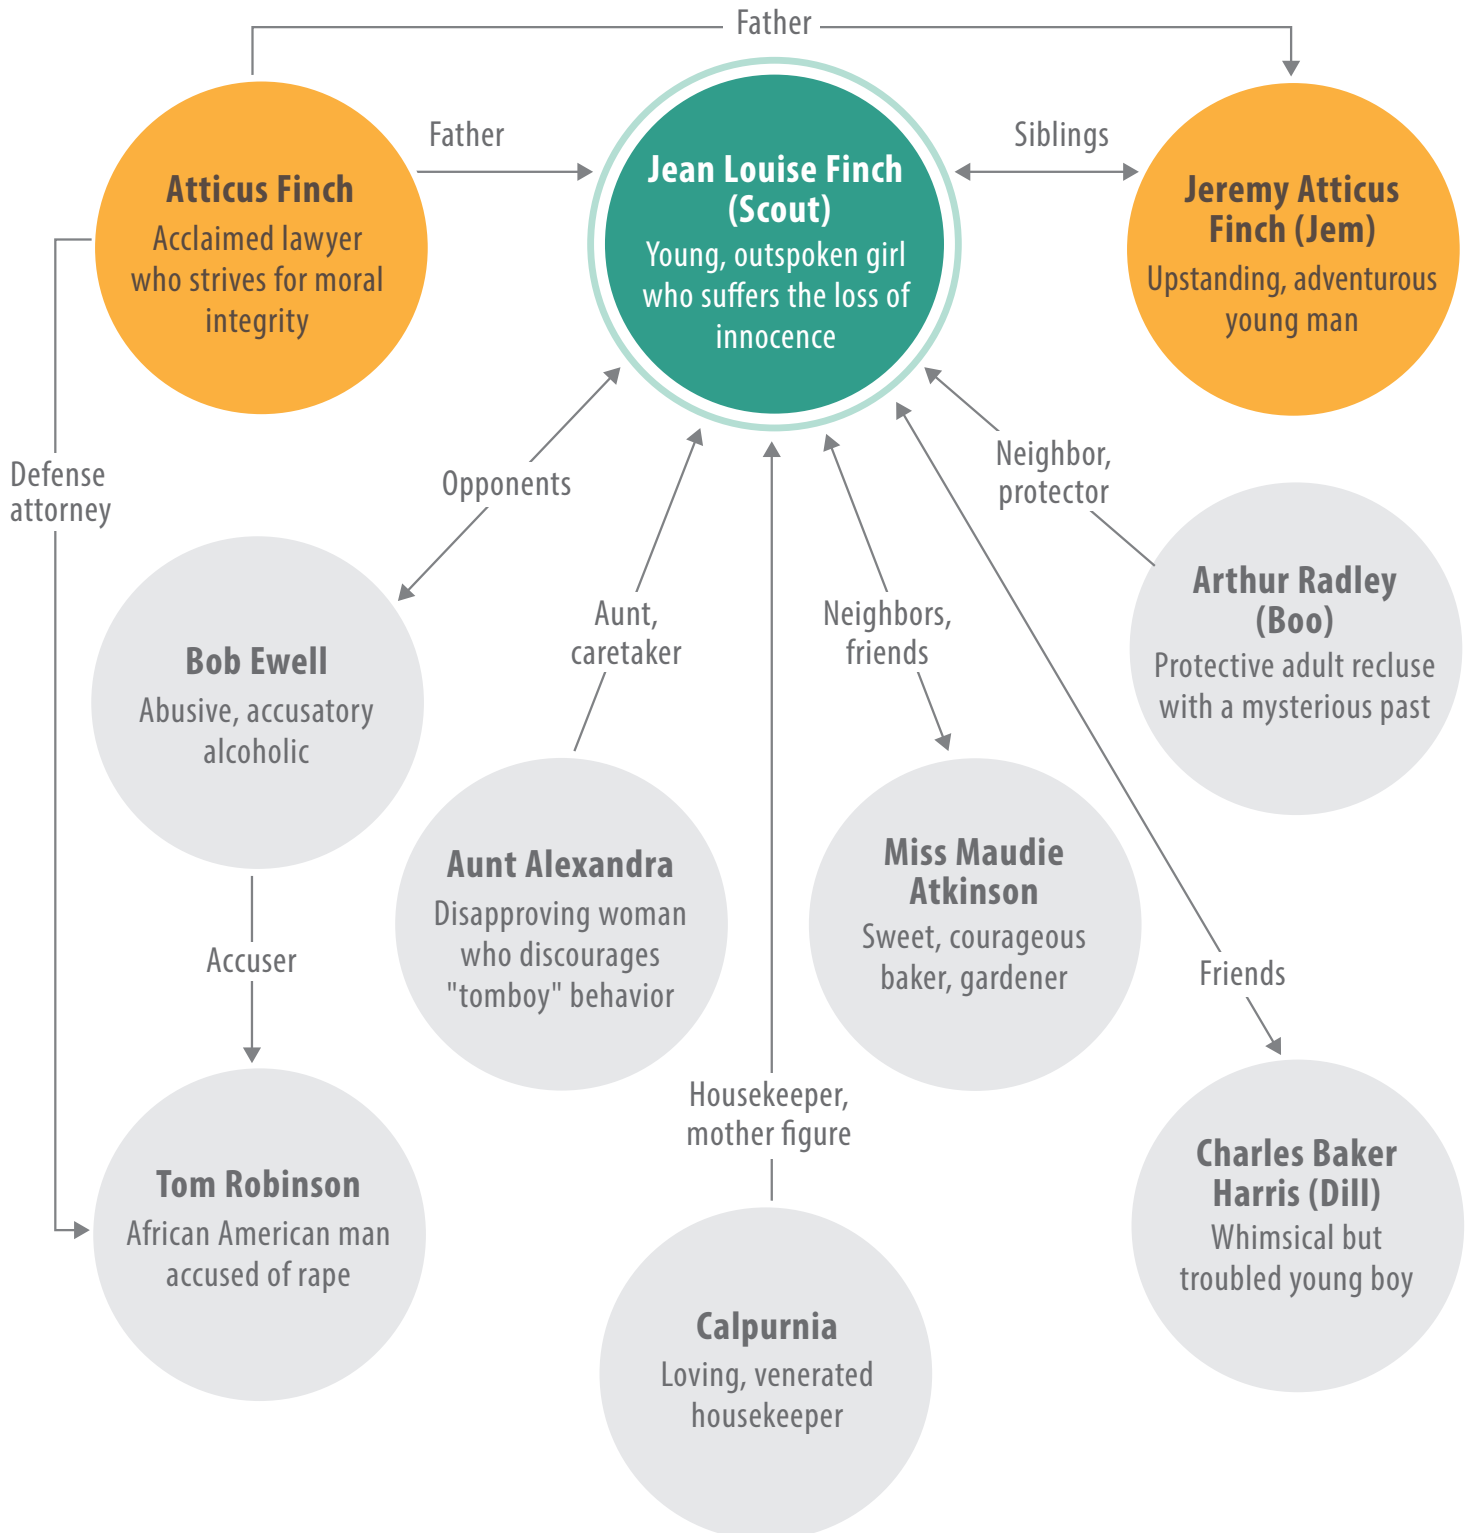 Father
Father
Siblings
Atticus Finch
Acclaimed lawyer
who strives for moral
integrity
Jean Louise Finch
(Scout)
Young, outspoken girl
who suffers the loss of
innocence
Jeremy Atticus
Finch (Jem)
Upstanding, adventurous
young man
Defense
attorney
Opponents
Neighbor,
protector
Aunt,
caretaker
Neighbors,
friends
Bob Ewell
Abusive, accusatory
alcoholic
Arthur Radley
(Boo)
Protective adult recluse
with a mysterious past
Aunt Alexandra
Disapproving woman
who discourages
"tomboy" behavior
Miss Maudie
Atkinson
Sweet, courageous
baker, gardener
Accuser
Friends
Housekeeper,
mother figure
Tom Robinson
African American man
accused of rape
Charles Baker
Harris (Dill)
Whimsical but
troubled young boy
Calpurnia
Loving, venerated
housekeeper